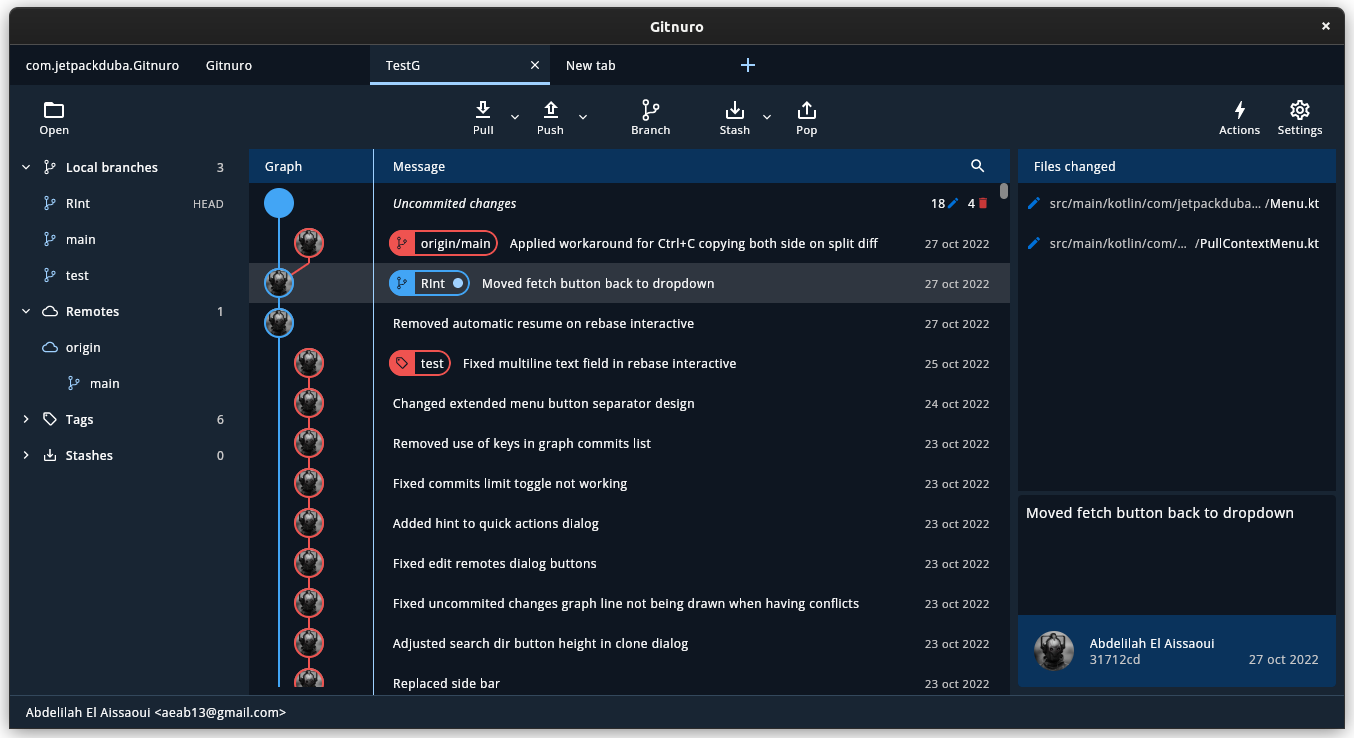 Gitnuro
com.jetpackduba.Gitnuro Gitnuro TestG New tab
Open Pull Push Branch Stash Pop Actions Settings
Local branches 3
RInt HEAD
main
test
Remotes 1
origin
main
Tags 6
Stashes 0
Graph Message
Uncommited changes 18 4
origin/main Applied workaround for Ctrl+C copying both side on split diff 27 oct 2022
RInt Moved fetch button back to dropdown 27 oct 2022
Removed automatic resume on rebase interactive 27 oct 2022
test Fixed multiline text field in rebase interactive 25 oct 2022
Changed extended menu button separator design 24 oct 2022
Removed use of keys in graph commits list 23 oct 2022
Fixed commits limit toggle not working 23 oct 2022
Added hint to quick actions dialog 23 oct 2022
Fixed edit remotes dialog buttons 23 oct 2022
Fixed uncommited changes graph line not being drawn when having conflicts 23 oct 2022
Adjusted search dir button height in clone dialog 23 oct 2022
Replaced side bar 23 oct 2022
Files changed
src/main/kotlin/com/jetpackduba... /Menu.kt
src/main/kotlin/com/... /PullContextMenu.kt
Moved fetch button back to dropdown
Abdelilah El Aissaoui
31712cd 27 oct 2022
Abdelilah El Aissaoui <aeab13@gmail.com>